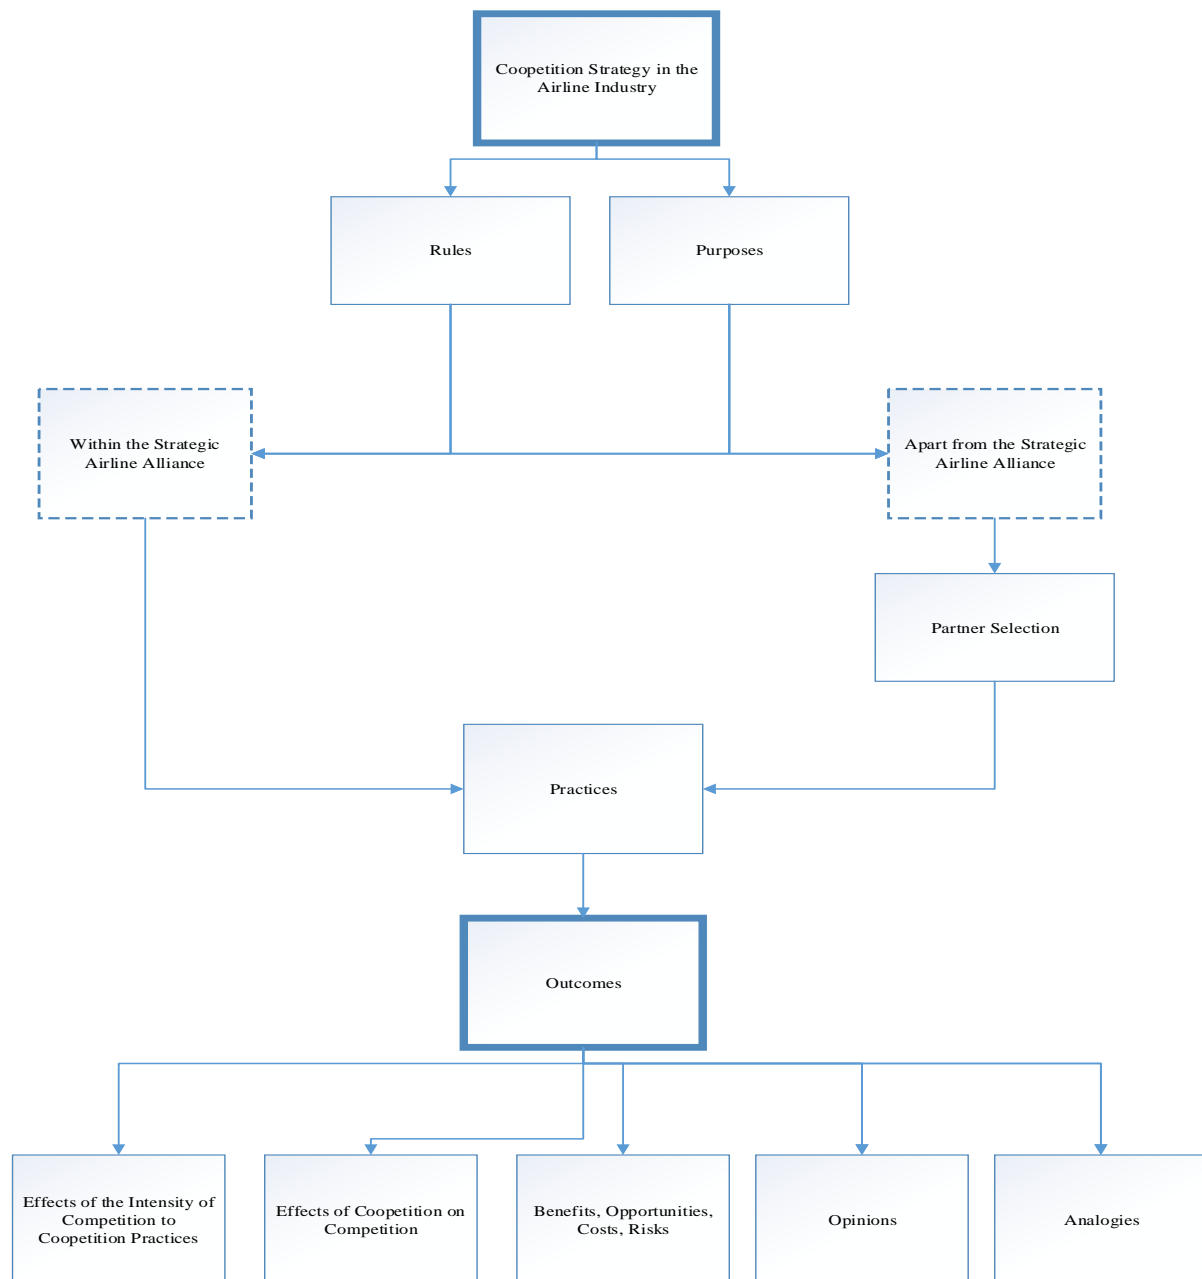 Coopetition Strategy in the
Airline Industry
Rules
Purposes
Within the Strategic
Airline Alliance
Apart from the Strategic
Airline Alliance
Partner Selection
Practices
Outcomes
Effects of the Intensity of
Competition to
Coopetition Practices
Effects of Coopetition on
Competition
Benefits, Opportunities,
Costs, Risks
Opinions
Analogies